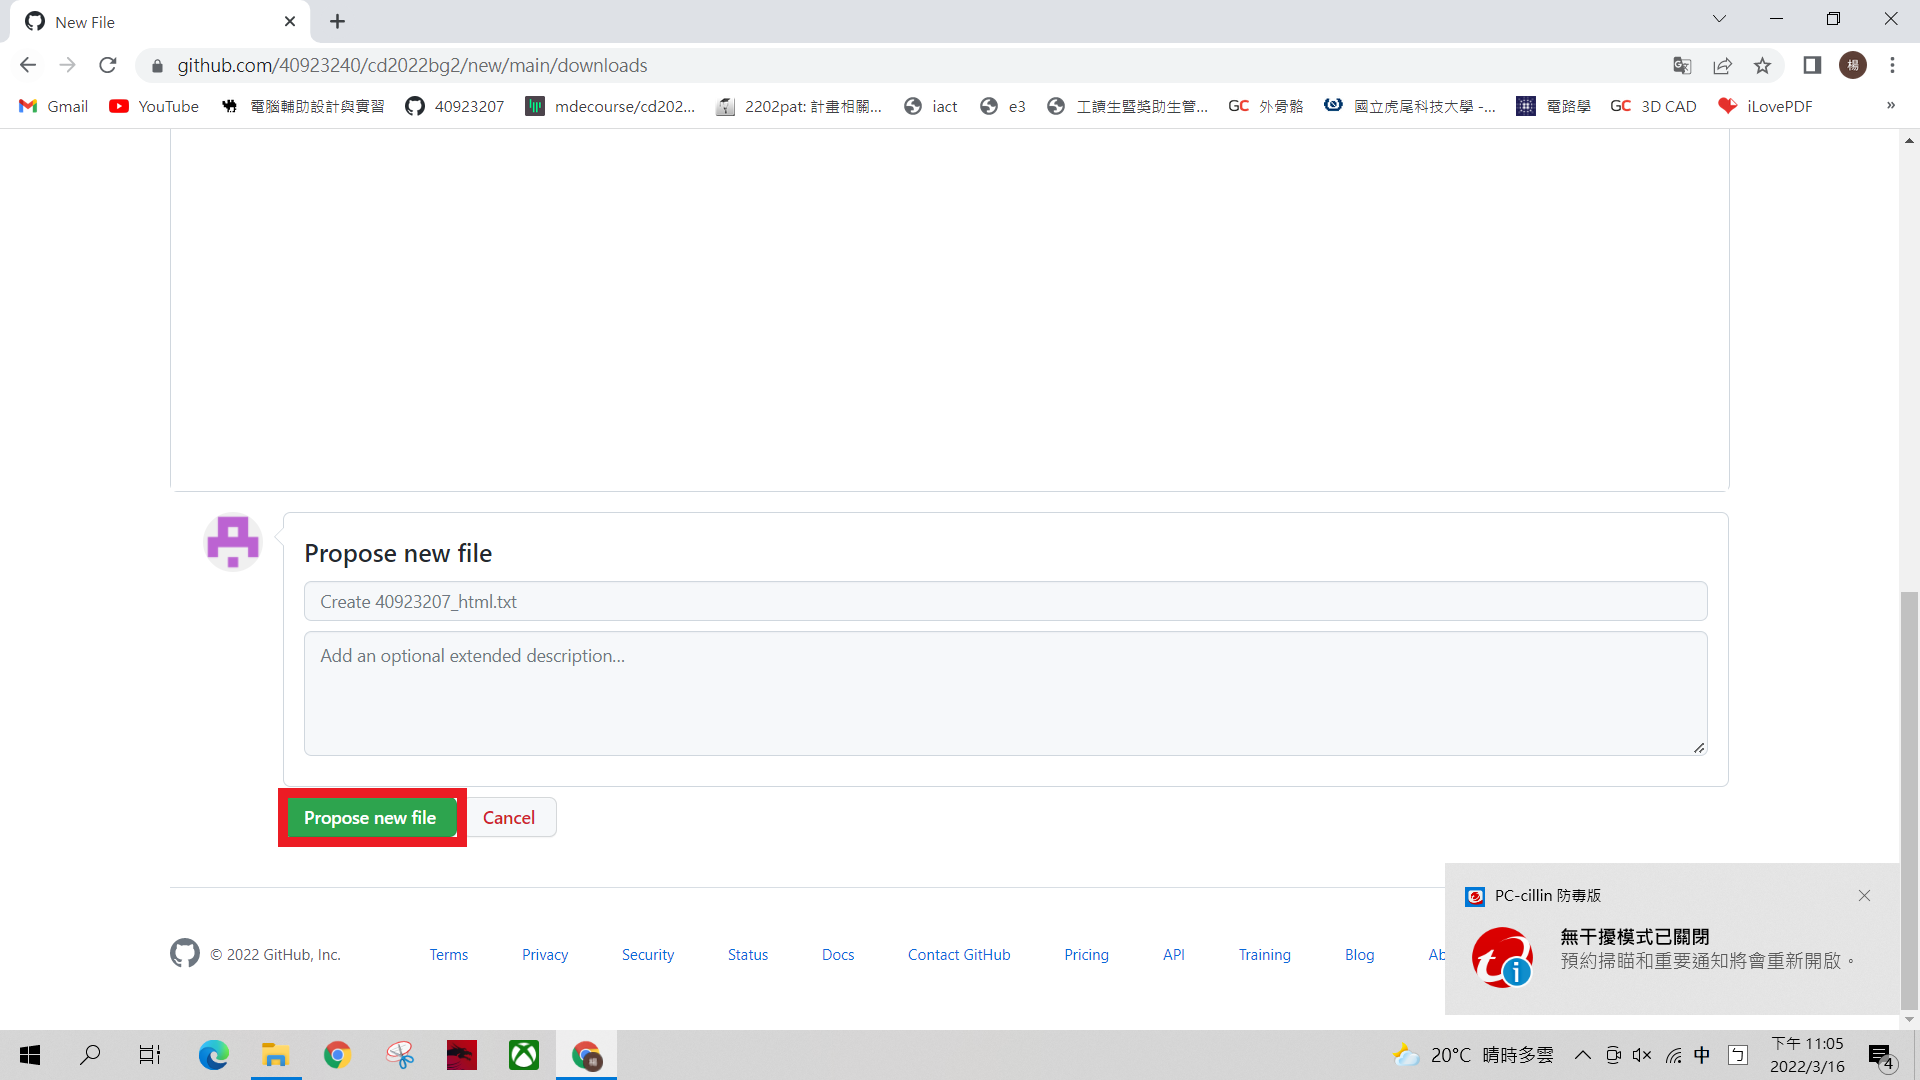 New File
github.com/40923240/cd2022bg2/new/main/downloads
楊
Gmail YouTube 電腦輔助設計與實習 40923207 mdecourse/cd202... 2202pat: 計畫相關... iact e3 工讀生暨獎助生管... GC 外骨骼 國立虎尾科技大學 -... 電路學 GC 3D CAD iLovePDF »
Propose new file
Create 40923207_html.txt
Add an optional extended description...
Propose new file Cancel
PC-cillin 防毒版
無干擾模式已關閉
預約掃瞄和重要通知將會重新開啟。
© 2022 GitHub, Inc. Terms Privacy Security Status Docs Contact GitHub Pricing API Training Blog Ab
20°C 晴時多雲 中 ㄅ 下午 11:05
2022/3/16 4